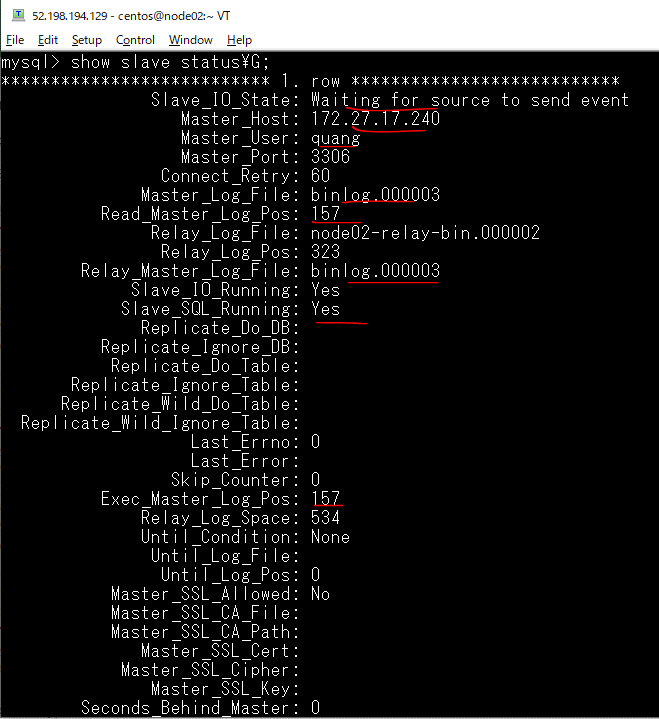 52.198.194.129 - centos@node02:~ VT
File Edit Setup Control Window Help
mysql> show slave status¥G;
*************************** 1. row ***************************
Slave_IO_State: Waiting for source to send event
Master_Host: 172.27.17.240
Master_User: quang
Master_Port: 3306
Connect_Retry: 60
Master_Log_File: binlog.000003
Read_Master_Log_Pos: 157
Relay_Log_File: node02-relay-bin.000002
Relay_Log_Pos: 323
Relay_Master_Log_File: binlog.000003
Slave_IO_Running: Yes
Slave_SQL_Running: Yes
Replicate_Do_DB:
Replicate_Ignore_DB:
Replicate_Do_Table:
Replicate_Ignore_Table:
Replicate_Wild_Do_Table:
Replicate_Wild_Ignore_Table:
Last_Errno: 0
Last_Error:
Skip_Counter: 0
Exec_Master_Log_Pos: 157
Relay_Log_Space: 534
Until_Condition: None
Until_Log_File:
Until_Log_Pos: 0
Master_SSL_Allowed: No
Master_SSL_CA_File:
Master_SSL_CA_Path:
Master_SSL_Cert:
Master_SSL_Cipher:
Master_SSL_Key:
Seconds_Behind_Master: 0